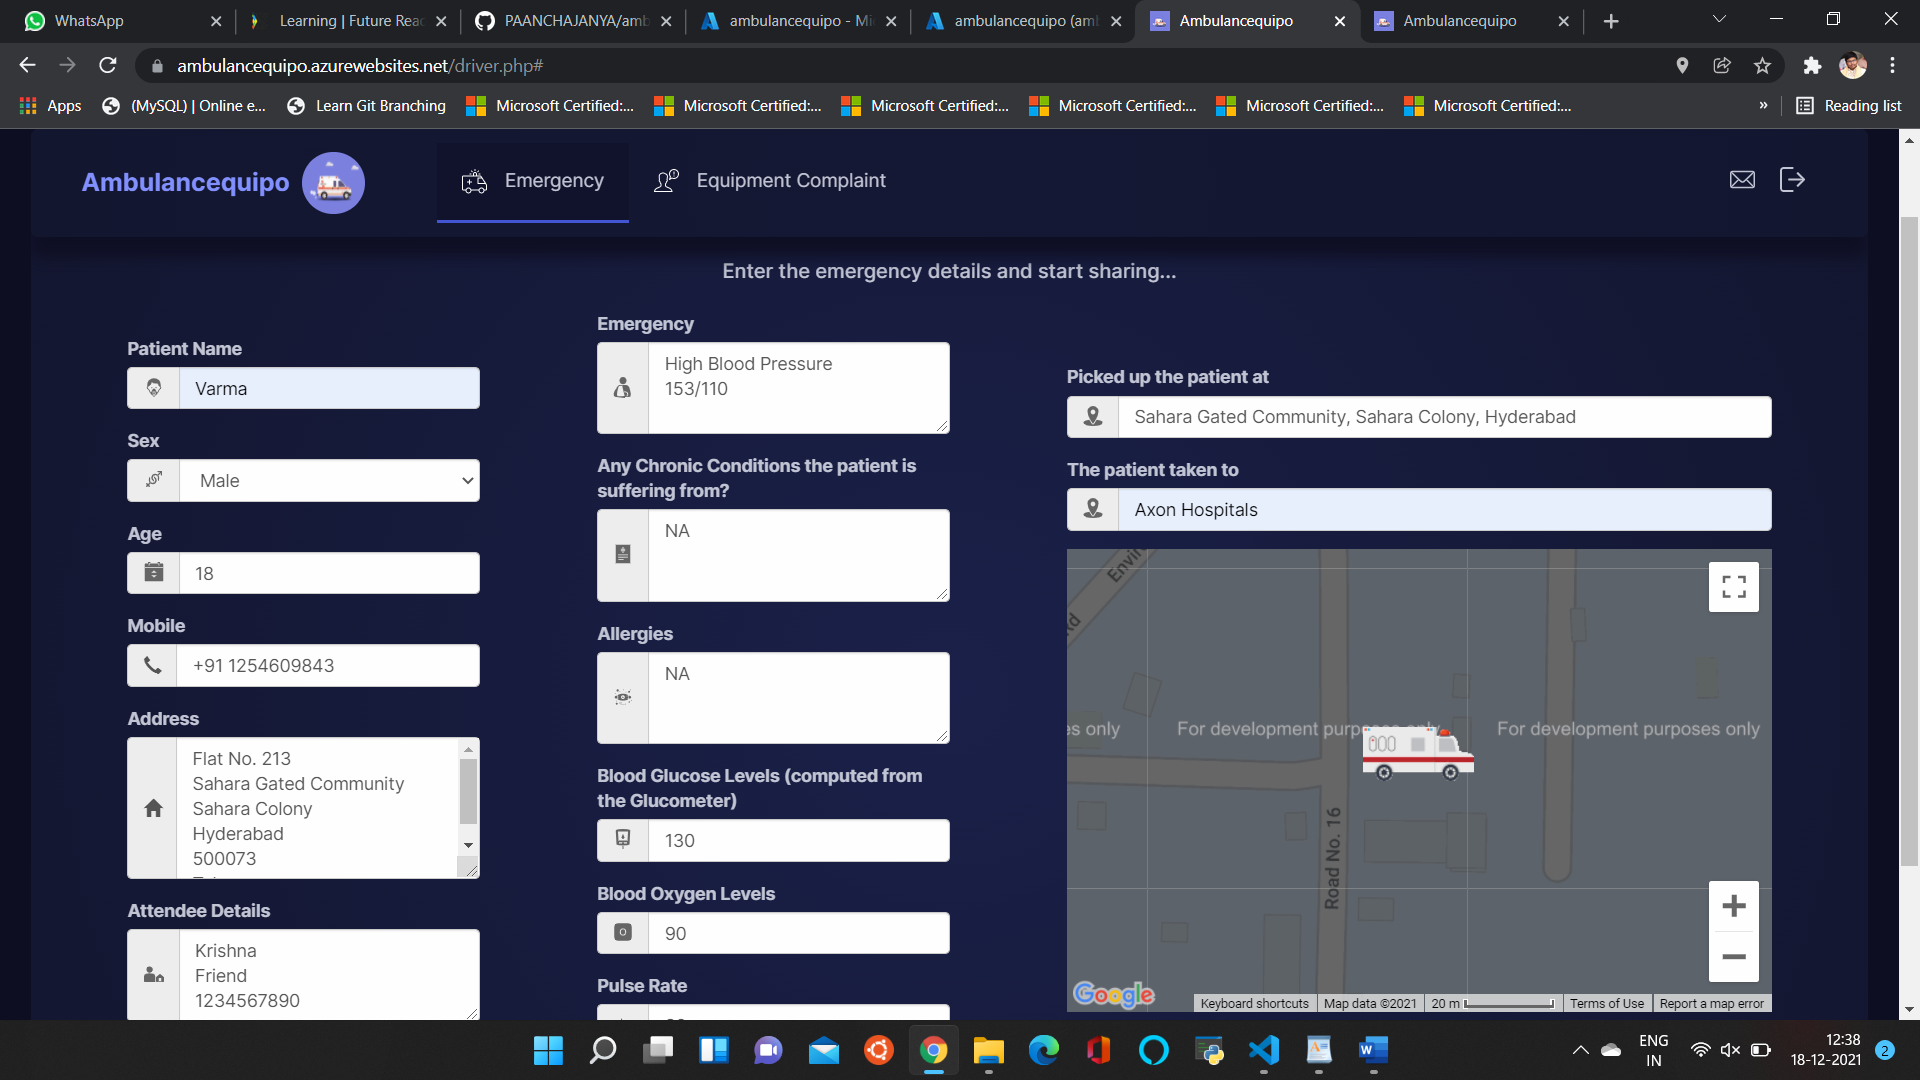 WhatsApp
Learning | Future Rea
PAANCHAJANYA/amb
ambulancequipo - Mi
ambulancequipo (amb
Ambulancequipo
Ambulancequipo
ambulancequipo.azurewebsites.net/driver.php#
Apps
(MySQL) | Online e...
Learn Git Branching
Microsoft Certified:...
Microsoft Certified:...
Microsoft Certified:...
Microsoft Certified:...
Microsoft Certified:...
Microsoft Certified:...
»
Reading list
Ambulancequipo
Emergency
Equipment Complaint
Enter the emergency details and start sharing...
Patient Name
Varma
Sex
Male
Age
18
Mobile
+91 1254609843
Address
Flat No. 213
Sahara Gated Community
Sahara Colony
Hyderabad
500073
Attendee Details
Krishna
Friend
1234567890
Emergency
High Blood Pressure
153/110
Any Chronic Conditions the patient is
suffering from?
NA
Allergies
NA
Blood Glucose Levels (computed from
the Glucometer)
130
Blood Oxygen Levels
90
Pulse Rate
Picked up the patient at
Sahara Gated Community, Sahara Colony, Hyderabad
The patient taken to
Axon Hospitals
Envir
Rd
es only
For development purposes only
For development purposes only
Road No. 16
Google
Keyboard shortcuts
Map data ©2021
20 m
Terms of Use
Report a map error
ENG
IN
12:38
18-12-2021
2